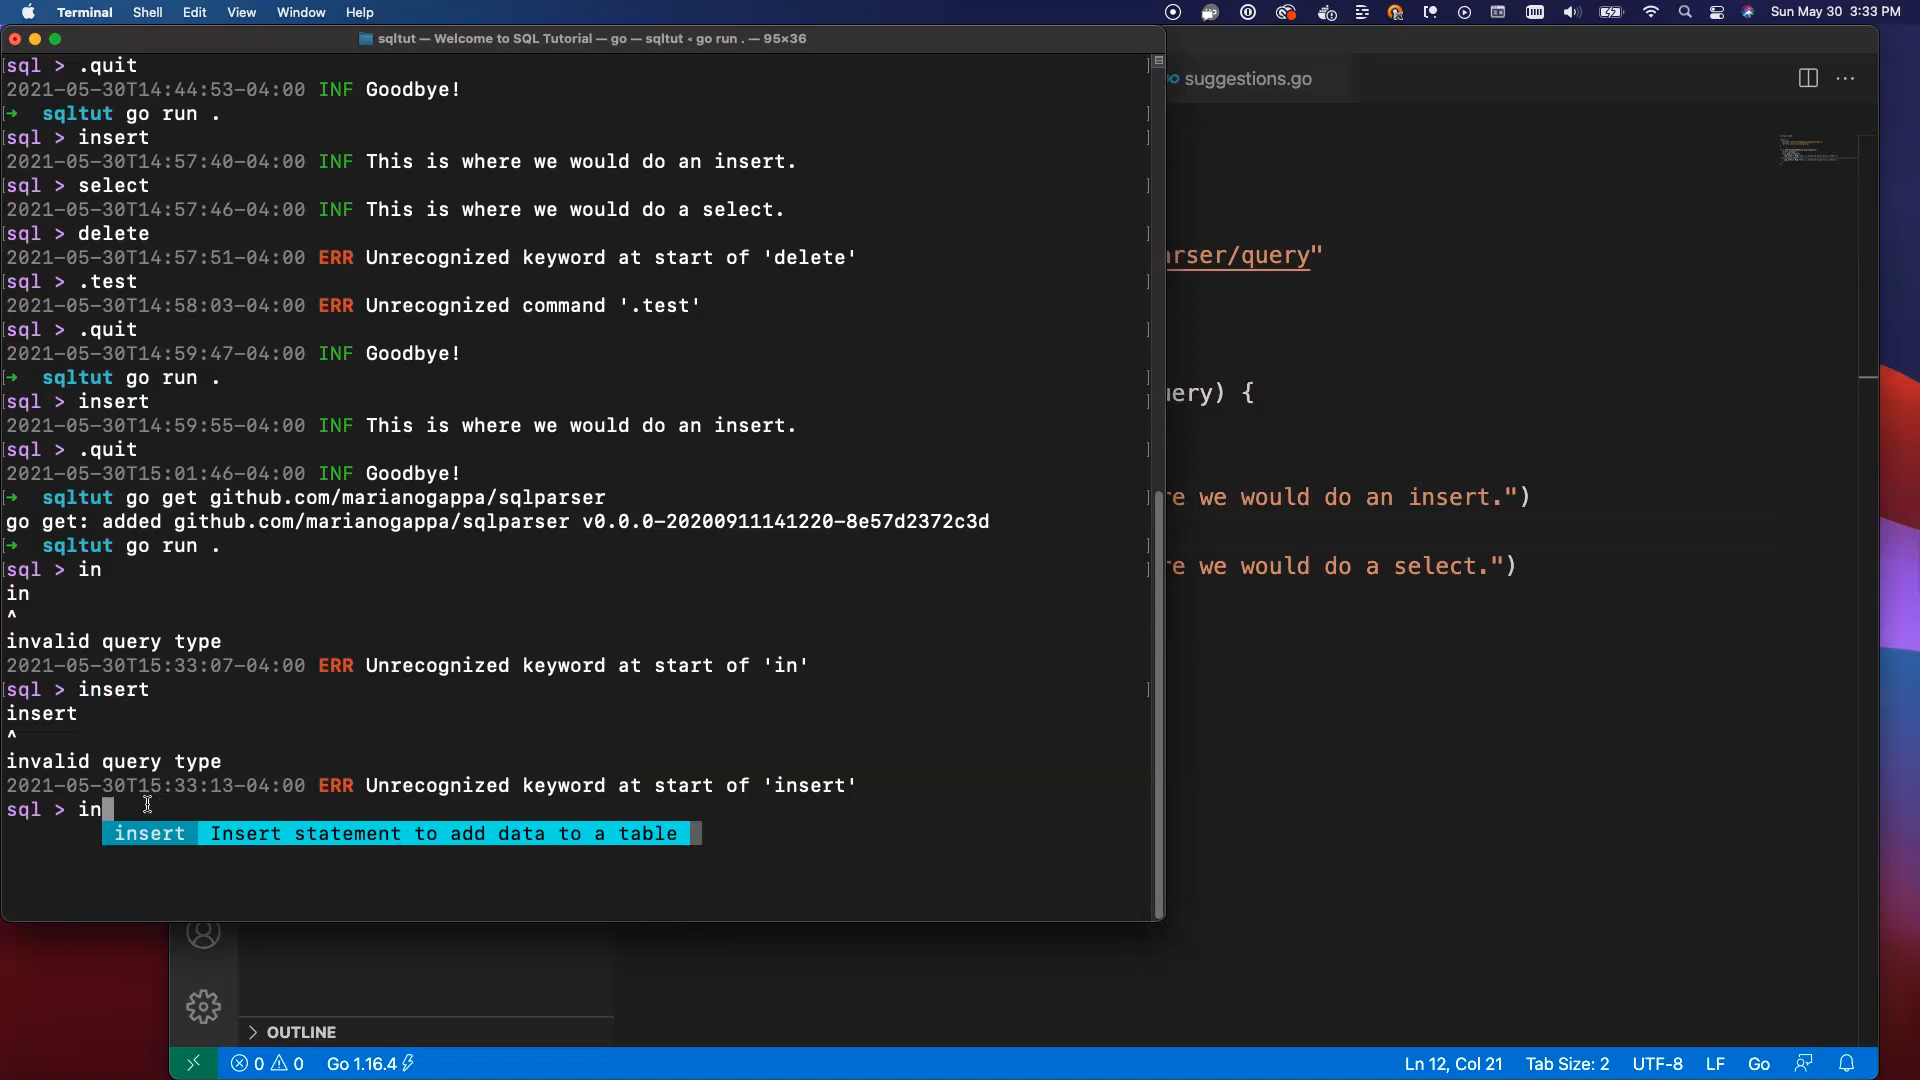 Terminal Shell Edit View Window Help
Sun May 30 3:33 PM
sqltut — Welcome to SQL Tutorial — go — sqltut ◂ go run . — 95×36
sql > .quit
2021-05-30T14:44:53-04:00 INF Goodbye!
→ sqltut go run .
sql > insert
2021-05-30T14:57:40-04:00 INF This is where we would do an insert.
sql > select
2021-05-30T14:57:46-04:00 INF This is where we would do a select.
sql > delete
2021-05-30T14:57:51-04:00 ERR Unrecognized keyword at start of 'delete'
sql > .test
2021-05-30T14:58:03-04:00 ERR Unrecognized command '.test'
sql > .quit
2021-05-30T14:59:47-04:00 INF Goodbye!
→ sqltut go run .
sql > insert
2021-05-30T14:59:55-04:00 INF This is where we would do an insert.
sql > .quit
2021-05-30T15:01:46-04:00 INF Goodbye!
→ sqltut go get github.com/marianogappa/sqlparser
go get: added github.com/marianogappa/sqlparser v0.0.0-20200911141220-8e57d2372c3d
→ sqltut go run .
sql > in
in
^
invalid query type
2021-05-30T15:33:07-04:00 ERR Unrecognized keyword at start of 'in'
sql > insert
insert
^
invalid query type
2021-05-30T15:33:13-04:00 ERR Unrecognized keyword at start of 'insert'
sql > in
insert Insert statement to add data to a table
suggestions.go
rser/query"
ery) {
re we would do an insert.")
re we would do a select.")
OUTLINE
0 0 Go 1.16.4
Ln 12, Col 21 Tab Size: 2 UTF-8 LF Go